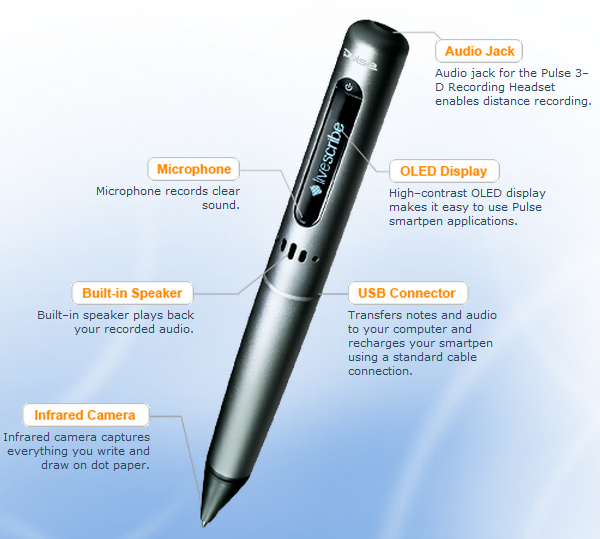 Pulse
Audio Jack
Audio jack for the Pulse 3–
D Recording Headset
enables distance recording.
livescribe
Microphone
Microphone records clear
sound.
OLED Display
High–contrast OLED display
makes it easy to use Pulse
smartpen applications.
Built-in Speaker
Built–in speaker plays back
your recorded audio.
USB Connector
Transfers notes and audio
to your computer and
recharges your smartpen
using a standard cable
connection.
Infrared Camera
Infrared camera captures
everything you write and
draw on dot paper.